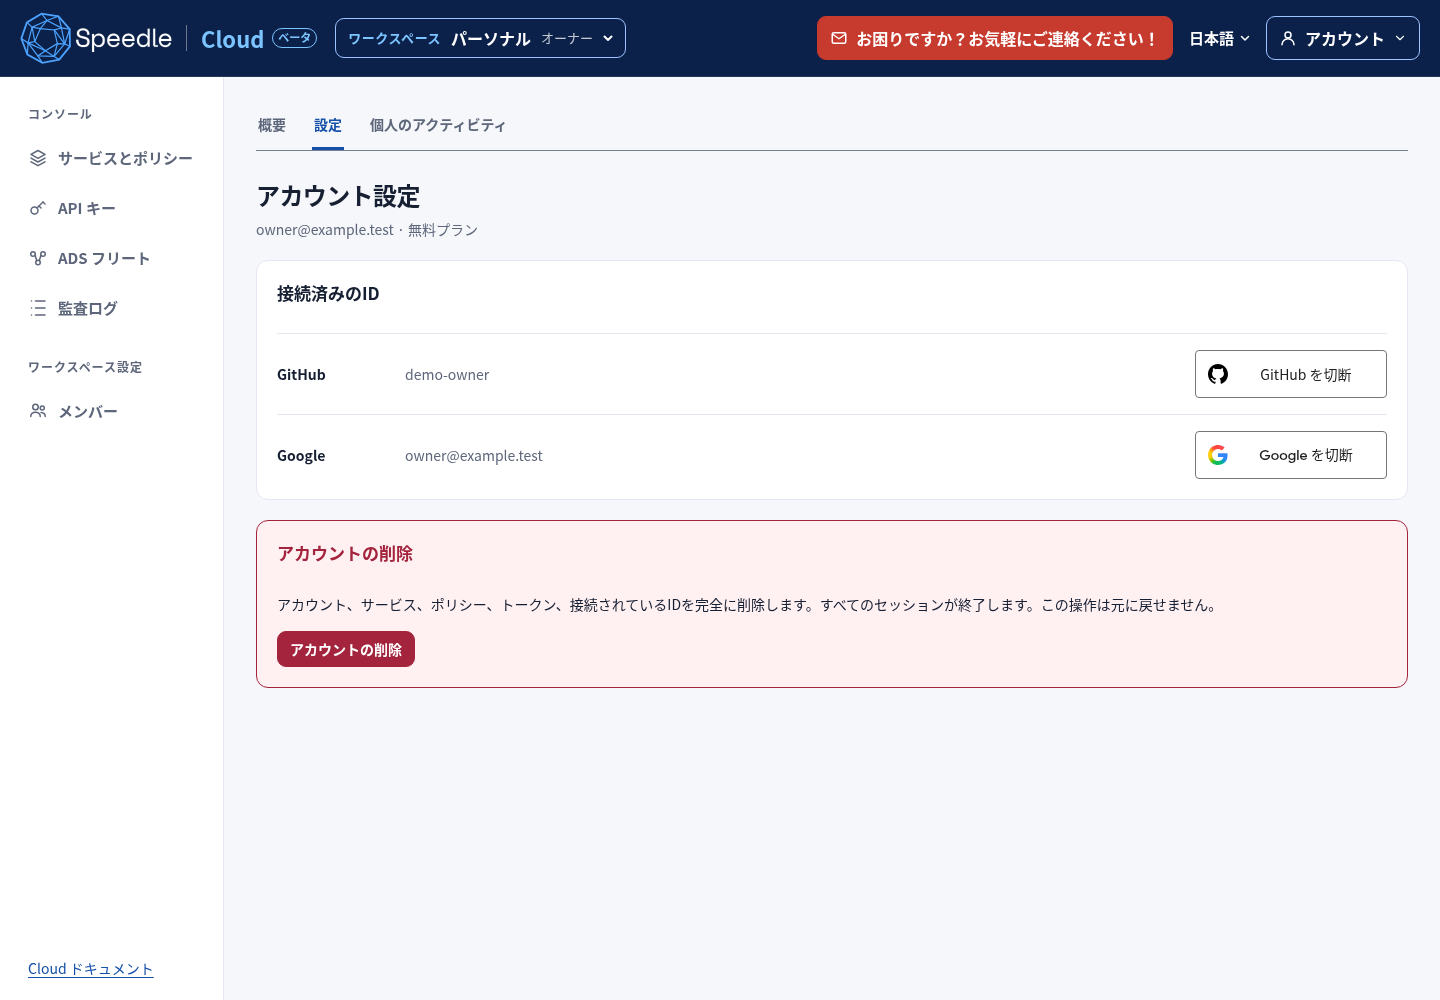 Speedle
Cloud ベータ
ワークスペース パーソナル オーナー
お困りですか？お気軽にご連絡ください！
日本語
アカウント
コンソール
サービスとポリシー
API キー
ADS フリート
監査ログ
ワークスペース設定
メンバー
Cloud ドキュメント
概要 設定 個人のアクティビティ
アカウント設定
owner@example.test · 無料プラン
接続済みのID
GitHub demo-owner GitHub を切断
Google owner@example.test Google を切断
アカウントの削除
アカウント、サービス、ポリシー、トークン、接続されているIDを完全に削除します。すべてのセッションが終了します。この操作は元に戻せません。
アカウントの削除